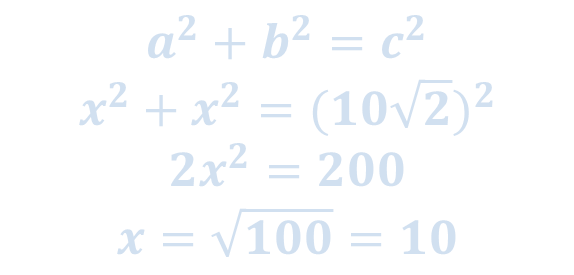 a² + b² = c²
x² + x² = (10√2)²
2x² = 200
x = √100 = 10